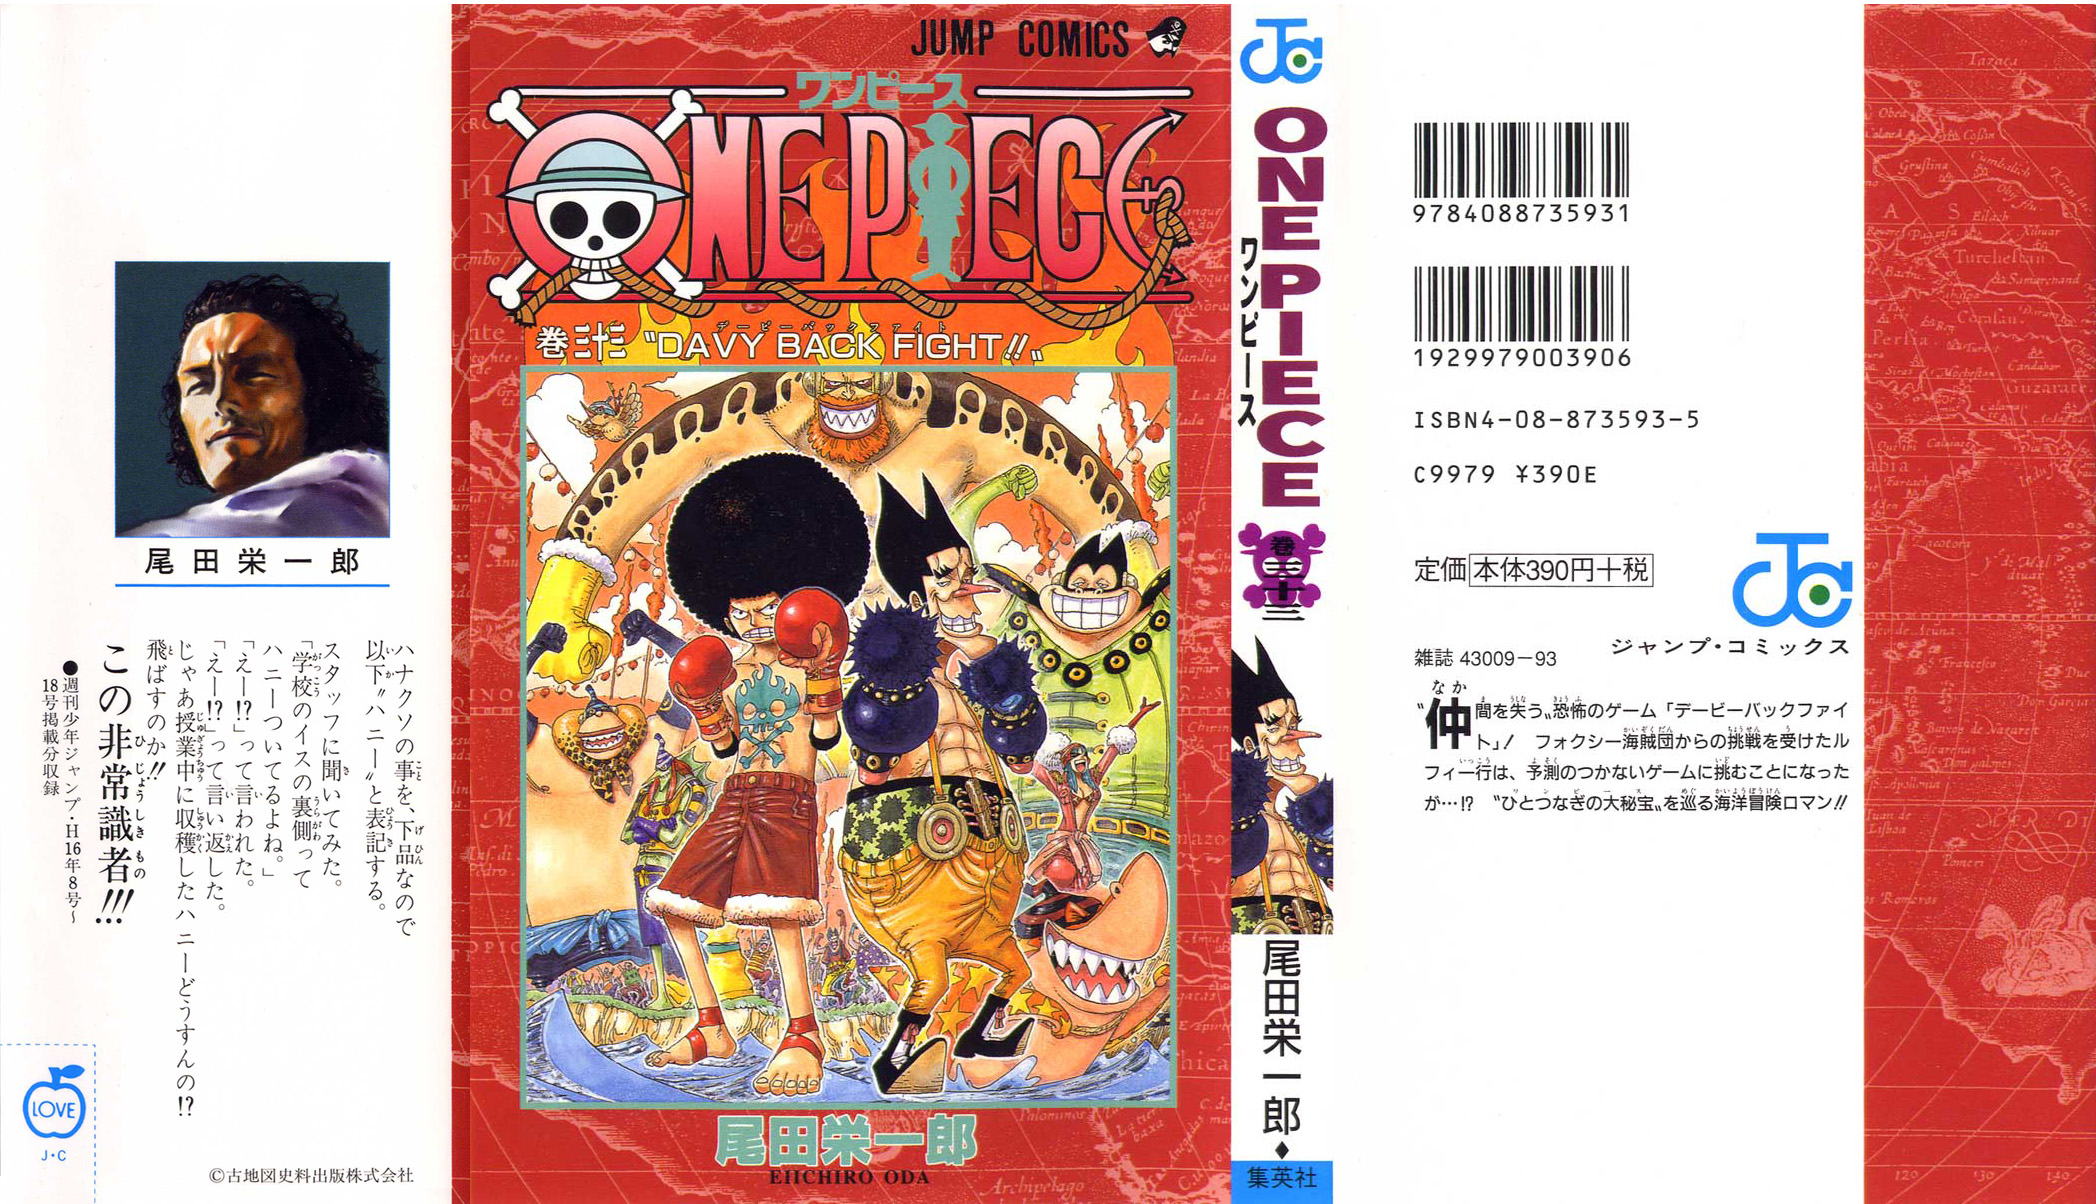 JUMP COMICS
ワンピース
ONE PIECE
巻三十三 〝DAVY BACK FIGHT!!〟
デービーバックファイト
尾田栄一郎
EIICHIRO ODA
尾田栄一郎
ハナクソの事を、下品なので
以下〝ハニー〟と表記する。
スタッフに聞いてみた。
「学校のイスの裏側って
ハニーついてるよね。」
「えー!?」って言われた。
「えー!?」って言い返した。
じゃあ授業中に収穫したハニーどうすんの!?
飛ばすのか!!
この非常識者!!!
●週刊少年ジャンプ・H16年8号～
18号掲載分収録
LOVE
J・C
©古地図史料出版株式会社
JC
ONE PIECE
ワンピース
巻三十三
尾田栄一郎◆
集英社
9784088735931
1929979003906
ISBN4-08-873593-5
C9979 ¥390E
定価 本体390円+税
JC
ジャンプ・コミックス
雑誌 43009-93
〝仲間を失う〟恐怖のゲーム「デービーバックファイ
ト」! フォクシー海賊団からの挑戦を受けたル
フィ一行は、予測のつかないゲームに挑むことになった
が…!? 〝ひとつなぎの大秘宝〟を巡る海洋冒険ロマン!!